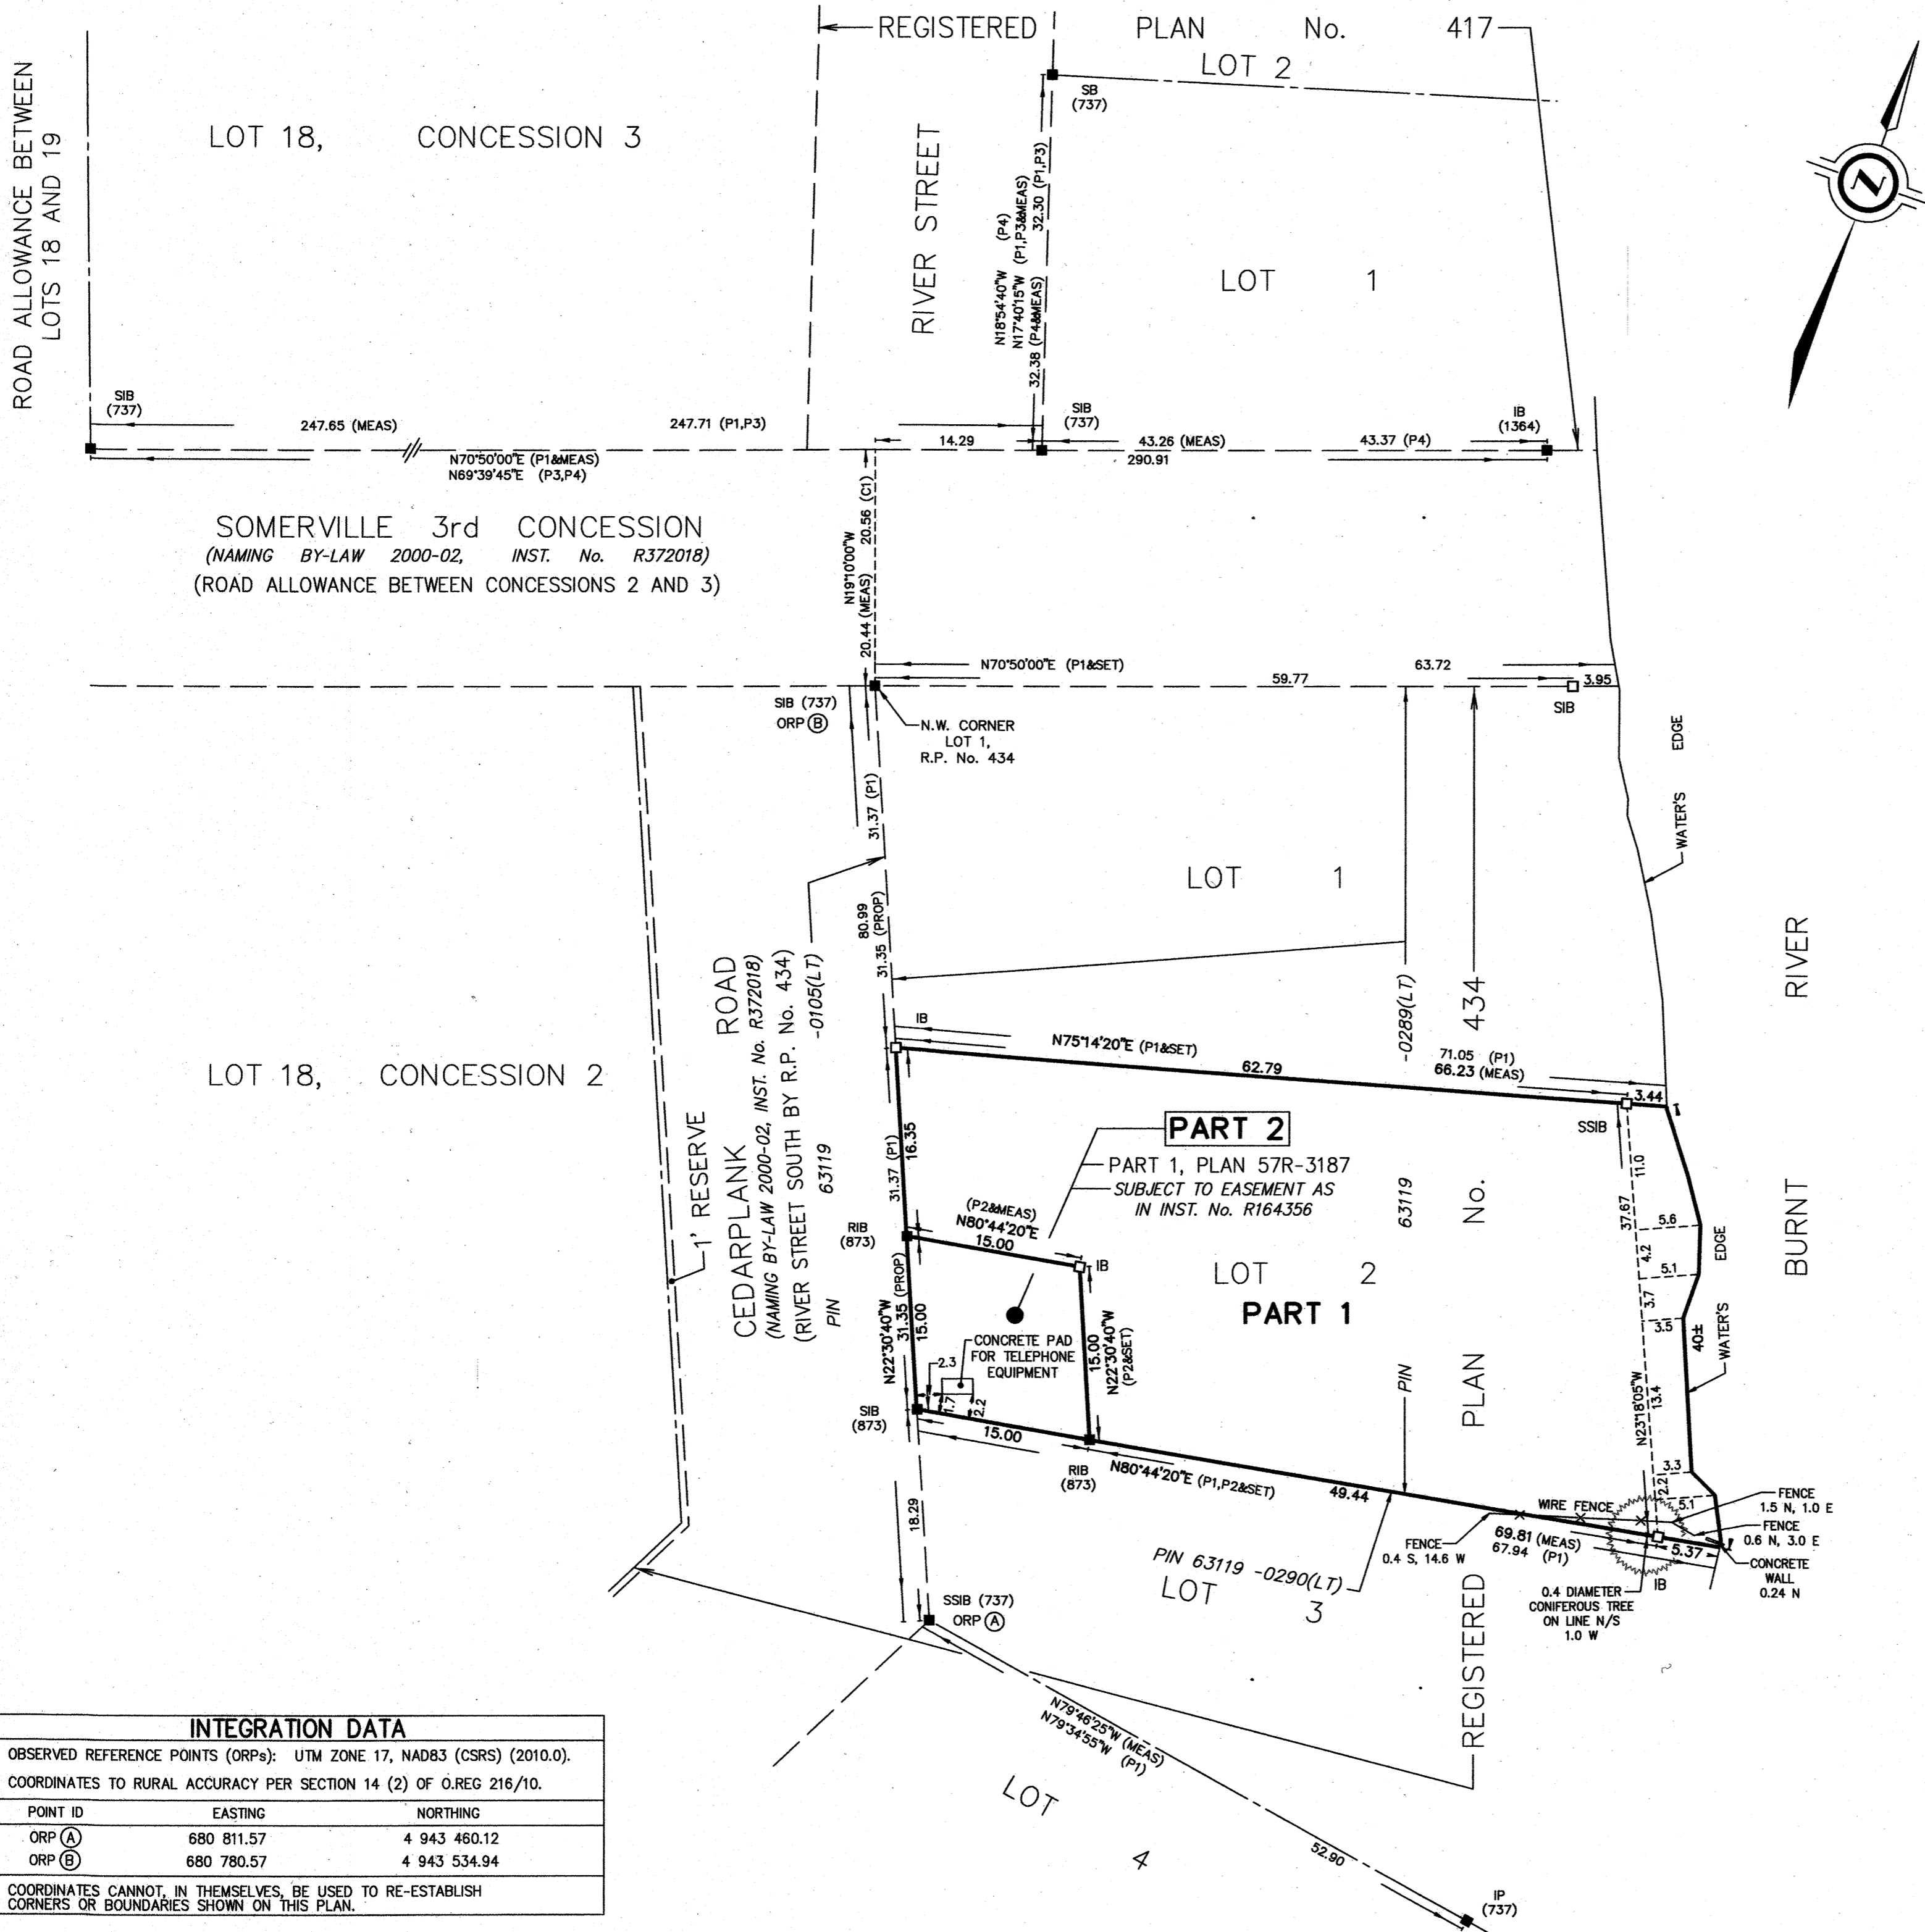 REGISTERED PLAN No. 417
LOT 2
ROAD ALLOWANCE BETWEEN
LOTS 18 AND 19
LOT 18, CONCESSION 3
RIVER STREET
SB
(737)
N18°54'40"W (P4)
N17°40'15"W (P1,P3&MEAS)
32.38 (P4&MEAS) 32.30 (P1,P3)
LOT 1
Z
SIB
(737)
247.65 (MEAS)
247.71 (P1,P3)
SIB
(737)
IB
(1364)
14.29
43.26 (MEAS)
43.37 (P4)
290.91
N70°50'00"E (P1&MEAS)
N69°39'45"E (P3,P4)
SOMERVILLE 3rd CONCESSION
(NAMING BY-LAW 2000-02, INST. No. R372018)
(ROAD ALLOWANCE BETWEEN CONCESSIONS 2 AND 3)
N19°10'00"W
20.44 (MEAS) 20.56 (C1)
N70°50'00"E (P1&SET)
63.72
59.77
3.95
SIB
SIB (737)
ORP B
N.W. CORNER
LOT 1,
R.P. No. 434
31.37 (P1)
80.99
31.35 (PROP)
LOT 1
WATER'S EDGE
BURNT RIVER
LOT 18, CONCESSION 2
1' RESERVE
CEDARPLANK ROAD
(NAMING BY-LAW 2000-02, INST. No. R372018)
(RIVER STREET SOUTH BY R.P. No. 434)
PIN 63119 -0105(LT)
PIN 63119 -0289(LT)
REGISTERED PLAN No. 434
IB
N75°14'20"E (P1&SET)
62.79
71.05 (P1)
66.23 (MEAS)
3.44
SSIB
PART 2
PART 1, PLAN 57R-3187
SUBJECT TO EASEMENT AS
IN INST. No. R164356
31.37 (P1)
16.35
RIB
(873)
(P2&MEAS)
N80°44'20"E
15.00
IB
N22°30'40"W
31.35 (PROP)
15.00
LOT 2
PART 1
CONCRETE PAD
FOR TELEPHONE
EQUIPMENT
2.3
1.7
2.2
15.00
N22°30'40"W
(P2&SET)
SIB
(873)
15.00
RIB
(873)
N80°44'20"E (P1,P2&SET)
49.44
11.0
37.67
5.6
4.2
5.1
3.7
3.5
N23°18'05"W
13.4
3.3
2.2
5.1
40±
WATER'S EDGE
WIRE FENCE
FENCE
1.5 N, 1.0 E
FENCE
0.6 N, 3.0 E
FENCE
0.4 S, 14.6 W
69.81 (MEAS)
67.94 (P1)
5.37
IB
CONCRETE
WALL
0.24 N
0.4 DIAMETER
CONIFEROUS TREE
ON LINE N/S
1.0 W
18.29
PIN 63119 -0290(LT)
LOT 3
SSIB (737)
ORP A
N79°46'25"W (MEAS)
N79°34'55"W (P1)
LOT 4
52.90
IP
(737)
INTEGRATION DATA
OBSERVED REFERENCE POINTS (ORPs): UTM ZONE 17, NAD83 (CSRS) (2010.0).
COORDINATES TO RURAL ACCURACY PER SECTION 14 (2) OF O.REG 216/10.
POINT ID EASTING NORTHING
ORP A 680 811.57 4 943 460.12
ORP B 680 780.57 4 943 534.94
COORDINATES CANNOT, IN THEMSELVES, BE USED TO RE-ESTABLISH
CORNERS OR BOUNDARIES SHOWN ON THIS PLAN.